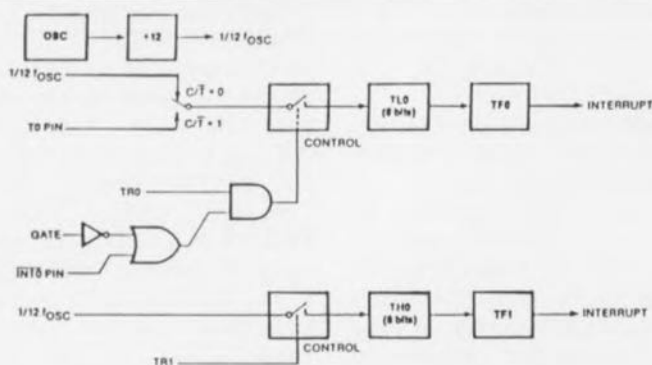 OSC
÷12
1/12 fOSC
1/12 fOSC
C/T̅ = 0
T0 PIN
C/T̅ = 1
CONTROL
TL0
(8 bits)
TF0
INTERRUPT
TR0
GATE
I̅N̅T̅0̅ PIN
1/12 fOSC
TR1
CONTROL
TH0
(8 bits)
TF1
INTERRUPT